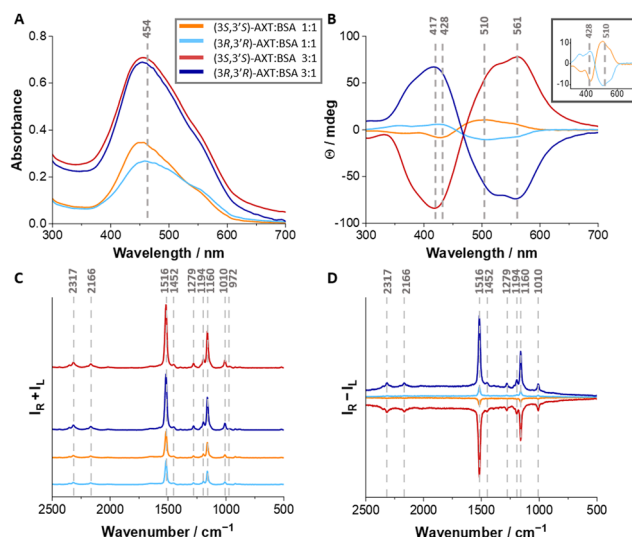 A
454
(3S,3'S)-AXT:BSA 1:1
(3R,3'R)-AXT:BSA 1:1
(3S,3'S)-AXT:BSA 3:1
(3R,3'R)-AXT:BSA 3:1
0.8
0.6
0.4
0.2
0.0
Absorbance
300 400 500 600 700
Wavelength / nm
B
417 428 510 561
428 510
10
0
-10
400 600
100
50
0
-50
-100
Θ / mdeg
300 400 500 600 700
Wavelength / nm
C
2317 2166 1516 1452 1279 1194 1160 1010 972
I_R + I_L
2500 2000 1500 1000 500
Wavenumber / cm⁻¹
D
2317 2166 1516 1452 1279 1194 1160 1010
I_R − I_L
2500 2000 1500 1000 500
Wavenumber / cm⁻¹